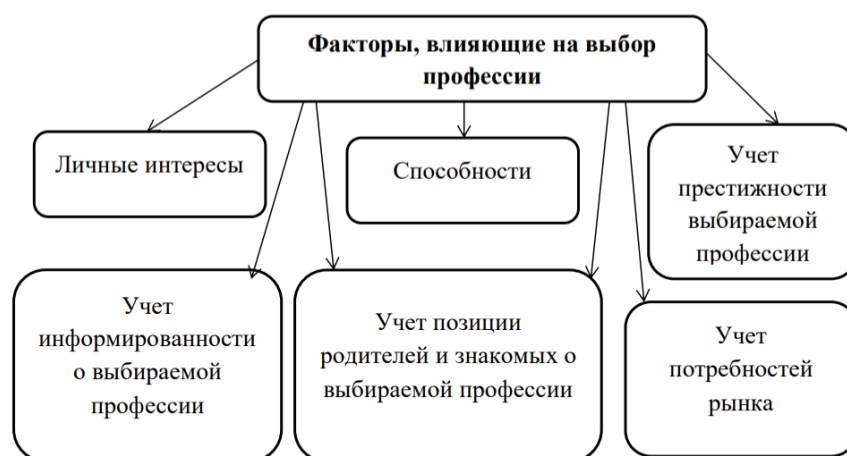 Факторы, влияющие на выбор
профессии
Личные интересы
Способности
Учет
престижности
выбираемой
профессии
Учет
информированности
о выбираемой
профессии
Учет позиции
родителей и знакомых о
выбираемой профессии
Учет
потребностей
рынка